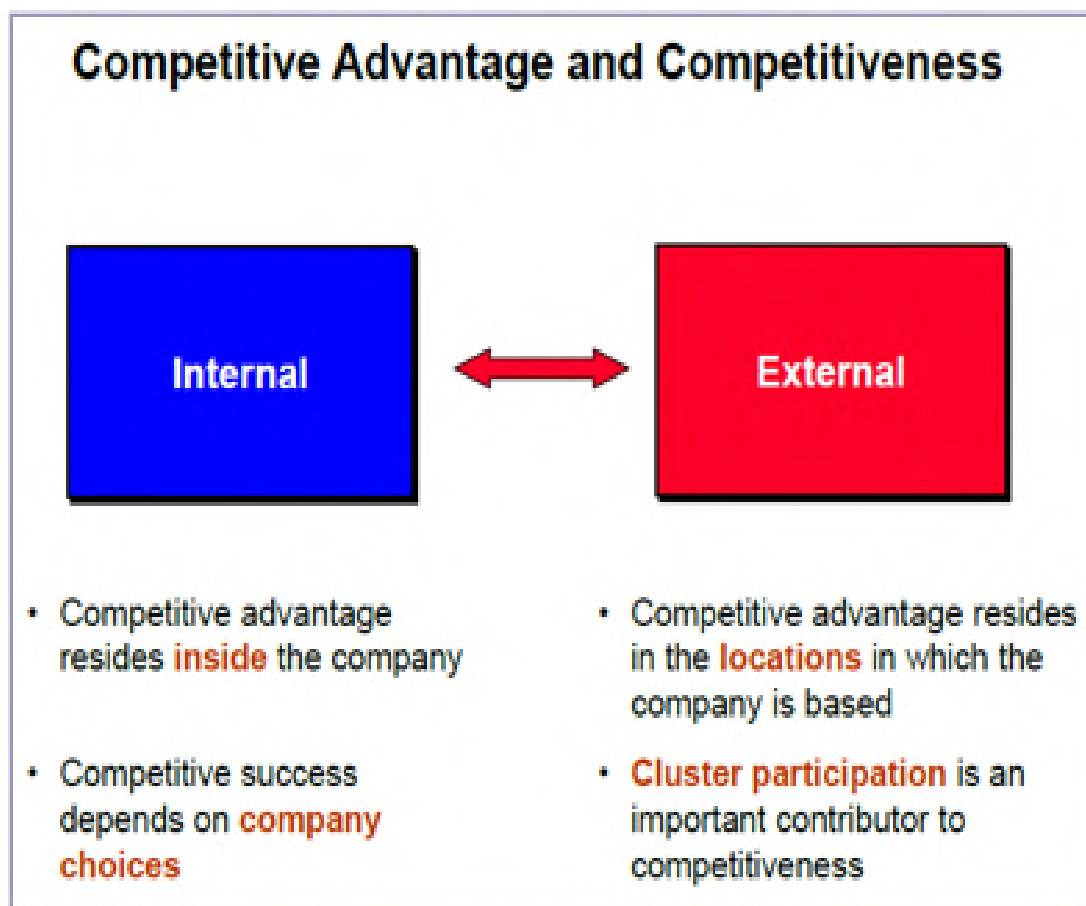 Competitive Advantage and Competitiveness
Internal
External
• Competitive advantage
resides inside the company
• Competitive success
depends on company
choices
• Competitive advantage resides
in the locations in which the
company is based
• Cluster participation is an
important contributor to
competitiveness